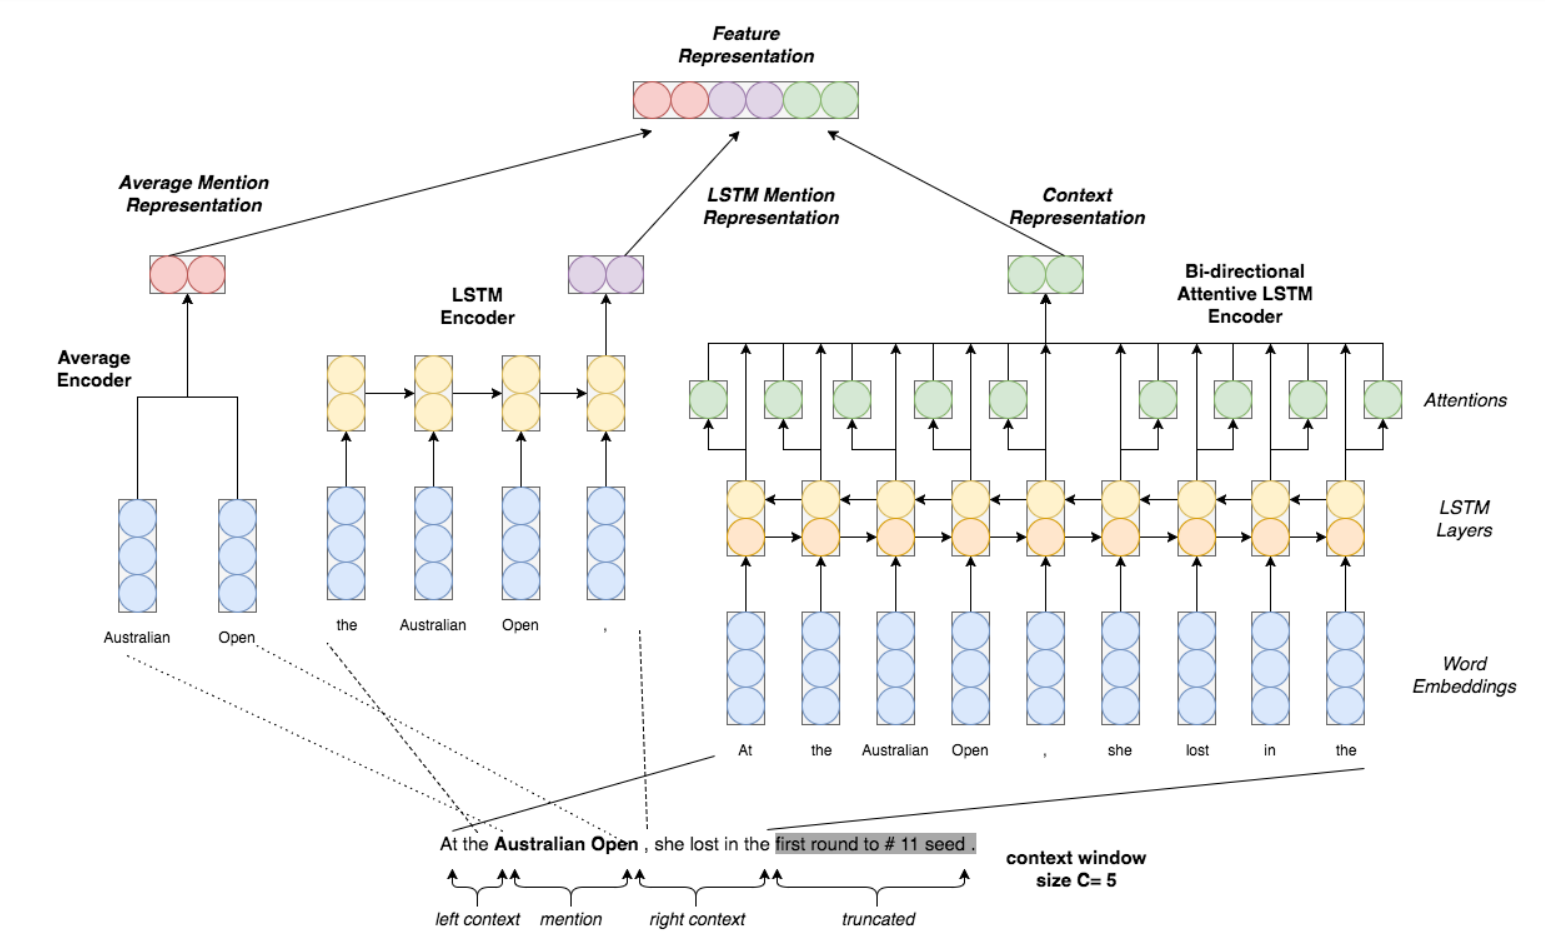 Feature
Representation
Average Mention
Representation
LSTM Mention
Representation
Context
Representation
Bi-directional
Attentive LSTM
Encoder
LSTM
Encoder
Average
Encoder
Attentions
LSTM
Layers
Australian Open
the Australian Open ,
Word
Embeddings
At the Australian Open , she lost in the
At the Australian Open , she lost in the first round to # 11 seed .
context window
size C= 5
left context mention right context truncated